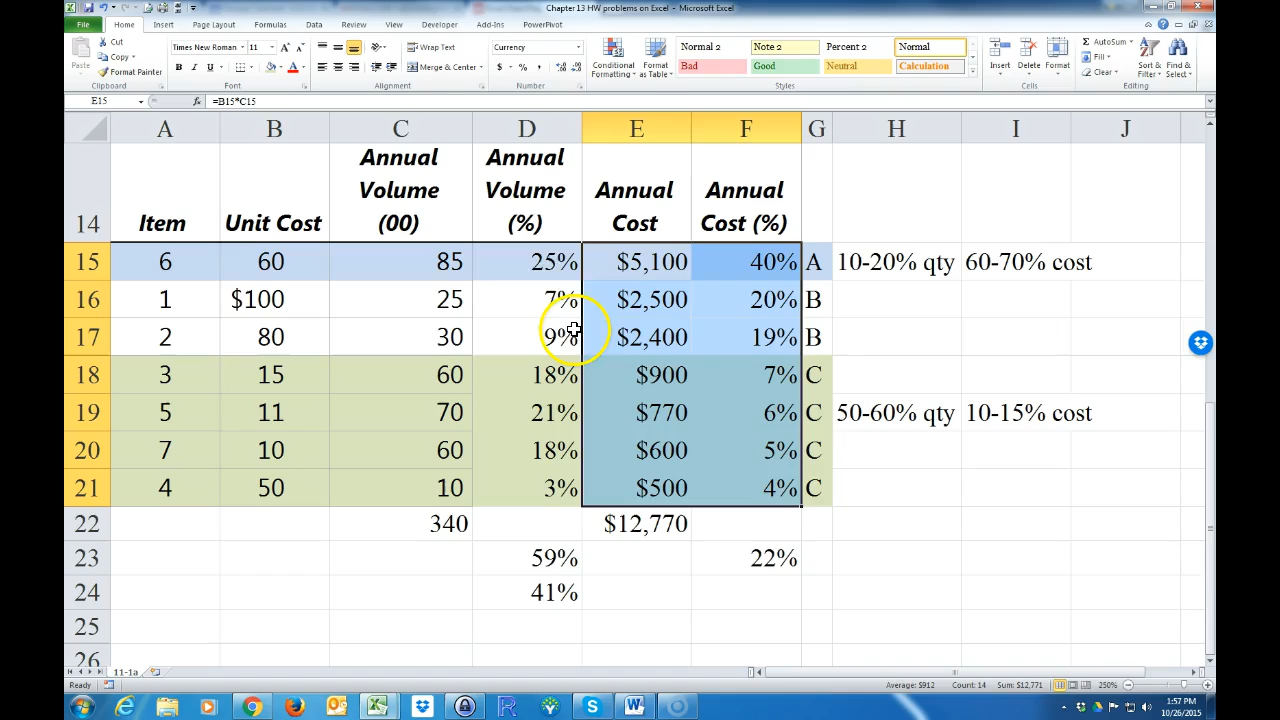 Chapter 13 HW problems on Excel - Microsoft Excel
File Home Insert Page Layout Formulas Data Review View Developer Add-Ins PowerPivot
Cut
Copy
Format Painter
Paste
Clipboard
Times New Roman 11
B I U
Font
Wrap Text
Merge & Center
Alignment
Currency
$ % ,
Number
Conditional Formatting
Format as Table
Normal 2 Note 2 Percent 2 Normal
Bad Good Neutral Calculation
Styles
Insert Delete Format
Cells
AutoSum
Fill
Clear
Sort & Filter
Find & Select
Editing
E15 fx =B15*C15
A B C D E F G H I J
14 Item Unit Cost Annual Volume (00) Annual Volume (%) Annual Cost Annual Cost (%)
15 6 60 85 25% $5,100 40% A 10-20% qty 60-70% cost
16 1 $100 25 7% $2,500 20% B
17 2 80 30 9% $2,400 19% B
18 3 15 60 18% $900 7% C
19 5 11 70 21% $770 6% C 50-60% qty 10-15% cost
20 7 10 60 18% $600 5% C
21 4 50 10 3% $500 4% C
22 340 $12,770
23 59% 22%
24 41%
25
26
11-1a
Ready Average: $912 Count: 14 Sum: $12,771 250%
1:57 PM
10/26/2015